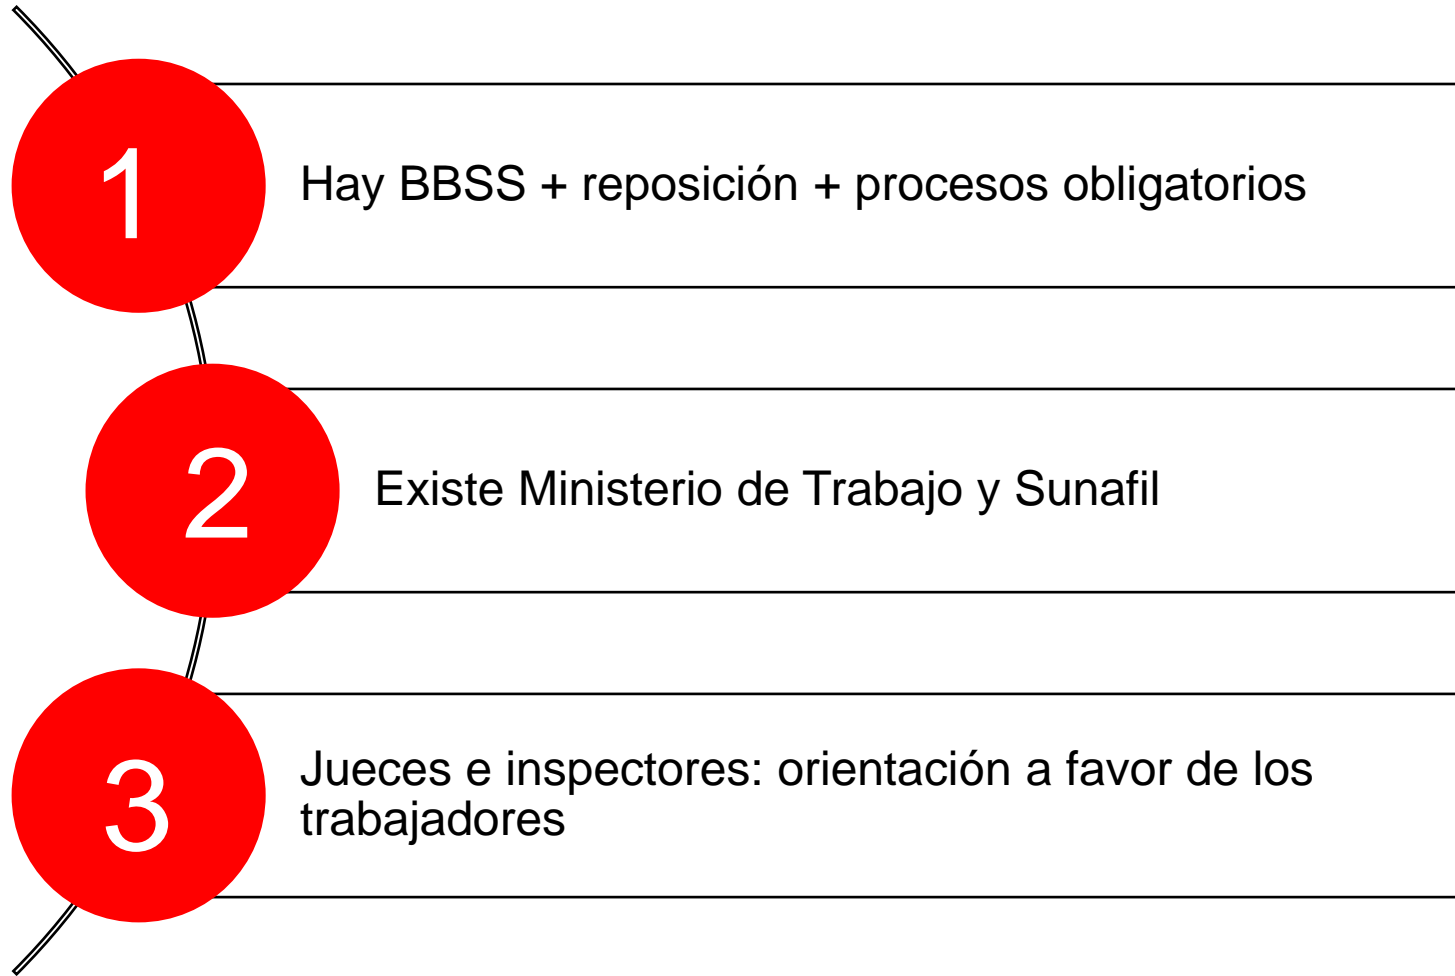 1
Hay BBSS + reposición + procesos obligatorios
2
Existe Ministerio de Trabajo y Sunafil
3
Jueces e inspectores: orientación a favor de los
trabajadores